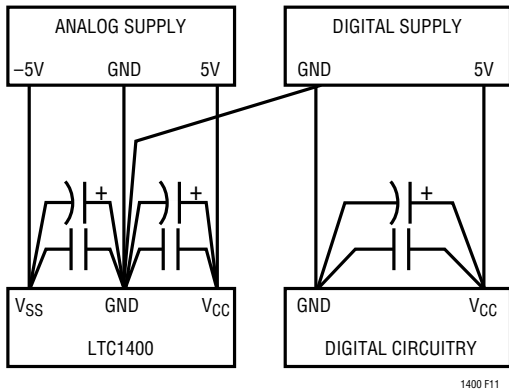 ANALOG SUPPLY
DIGITAL SUPPLY
–5V GND 5V
GND 5V
+ + +
VSS GND VCC
GND VCC
LTC1400
DIGITAL CIRCUITRY
1400 F11